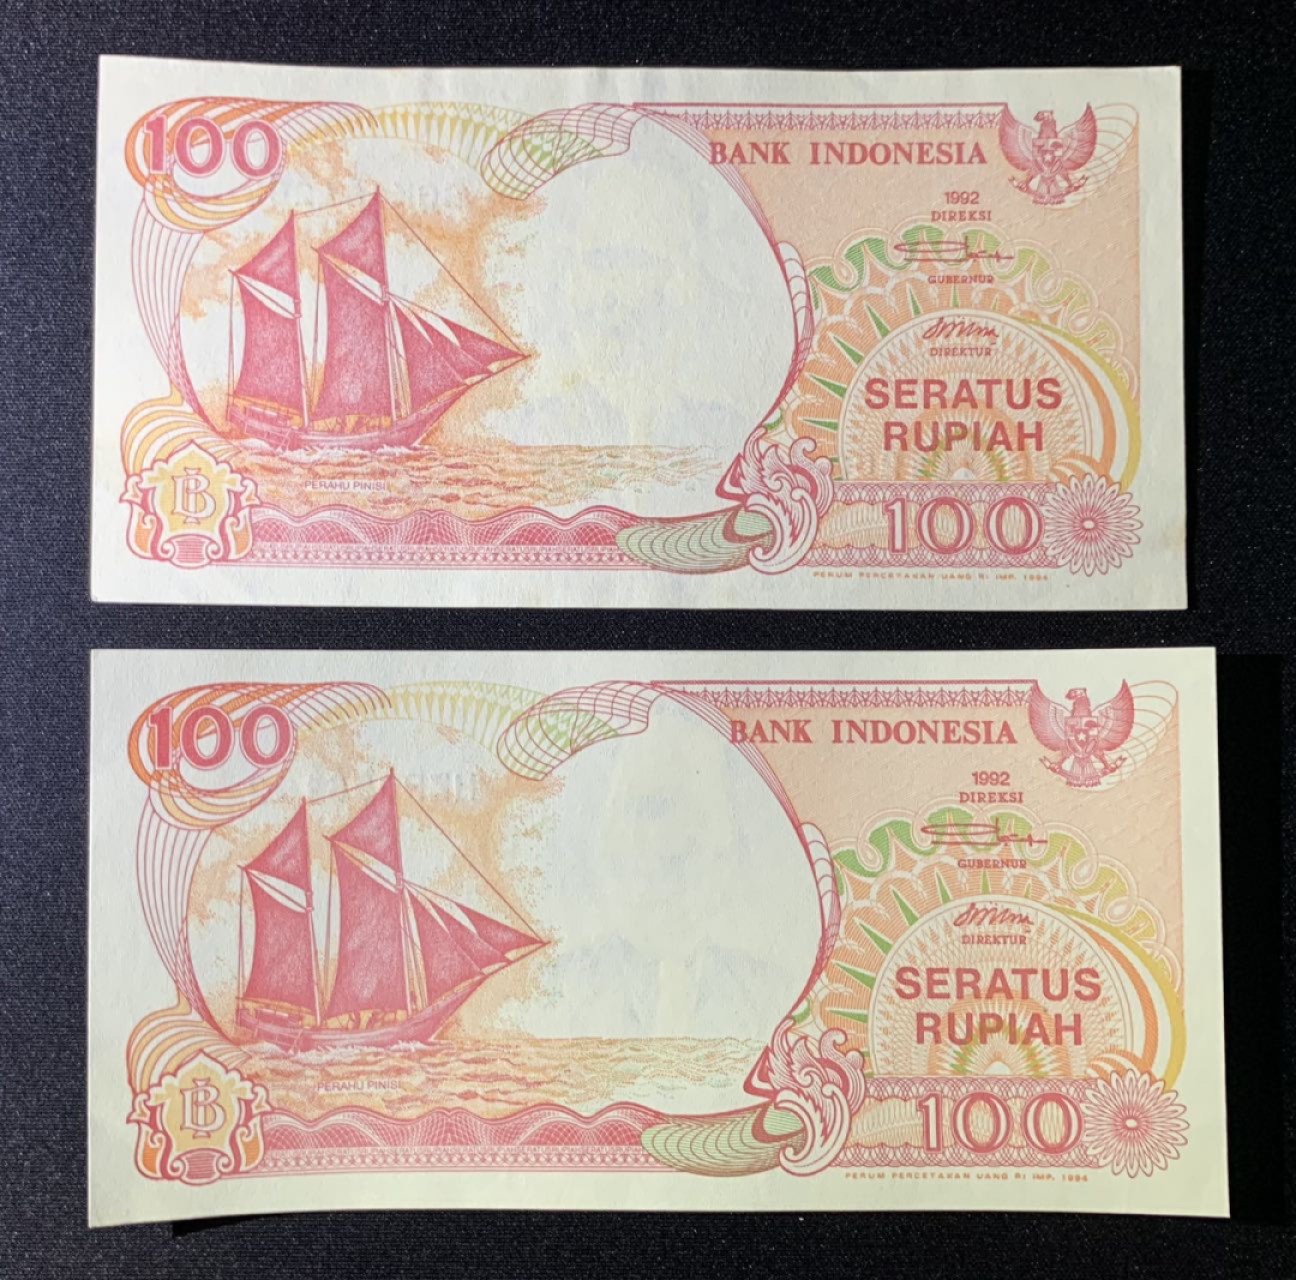 100
BANK INDONESIA
1992
DIREKSI
GUBERNUR
DIREKTUR
SERATUS
RUPIAH
PERAHU PINISI
100
PERUM PERCETAKAN UANG RI IMP. 1994
100
BANK INDONESIA
1992
DIREKSI
GUBERNUR
DIREKTUR
SERATUS
RUPIAH
PERAHU PINISI
100
PERUM PERCETAKAN UANG RI IMP. 1994